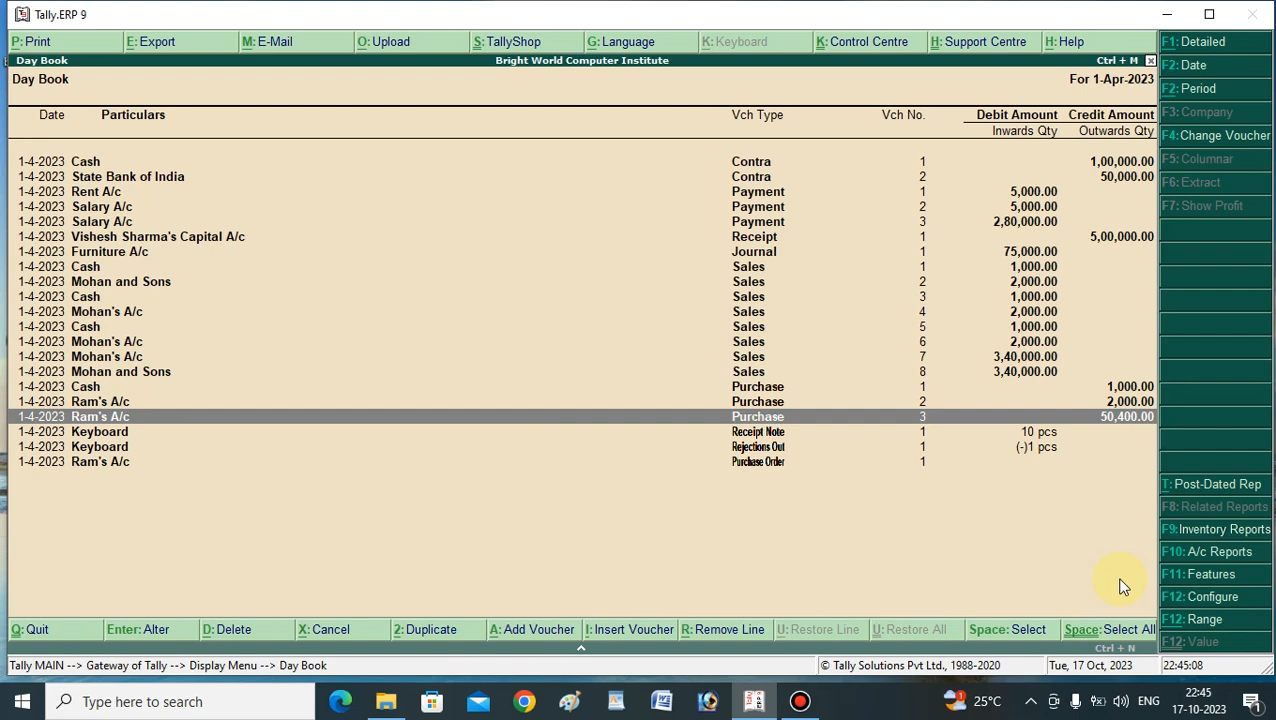 Tally.ERP 9
P: Print E: Export M: E-Mail O: Upload S: TallyShop G: Language K: Keyboard K: Control Centre H: Support Centre H: Help
Day Book Bright World Computer Institute Ctrl + M
Day Book For 1-Apr-2023
Date Particulars Vch Type Vch No. Debit Amount Credit Amount
Inwards Qty Outwards Qty
1-4-2023 Cash Contra 1 1,00,000.00
1-4-2023 State Bank of India Contra 2 50,000.00
1-4-2023 Rent A/c Payment 1 5,000.00
1-4-2023 Salary A/c Payment 2 5,000.00
1-4-2023 Salary A/c Payment 3 2,80,000.00
1-4-2023 Vishesh Sharma's Capital A/c Receipt 1 5,00,000.00
1-4-2023 Furniture A/c Journal 1 75,000.00
1-4-2023 Cash Sales 1 1,000.00
1-4-2023 Mohan and Sons Sales 2 2,000.00
1-4-2023 Cash Sales 3 1,000.00
1-4-2023 Mohan's A/c Sales 4 2,000.00
1-4-2023 Cash Sales 5 1,000.00
1-4-2023 Mohan's A/c Sales 6 2,000.00
1-4-2023 Mohan's A/c Sales 7 3,40,000.00
1-4-2023 Mohan and Sons Sales 8 3,40,000.00
1-4-2023 Cash Purchase 1 1,000.00
1-4-2023 Ram's A/c Purchase 2 2,000.00
1-4-2023 Ram's A/c Purchase 3 50,400.00
1-4-2023 Keyboard Receipt Note 1 10 pcs
1-4-2023 Keyboard Rejections Out 1 (-)1 pcs
1-4-2023 Ram's A/c Purchase Order 1
F1: Detailed
F2: Date
F2: Period
F3: Company
F4: Change Voucher
F5: Columnar
F6: Extract
F7: Show Profit
T: Post-Dated Rep
F8: Related Reports
F9: Inventory Reports
F10: A/c Reports
F11: Features
F12: Configure
F12: Range
F12: Value
Q: Quit Enter: Alter D: Delete X: Cancel 2: Duplicate A: Add Voucher I: Insert Voucher R: Remove Line U: Restore Line U: Restore All Space: Select Space: Select All
Ctrl + N
Tally MAIN --> Gateway of Tally --> Display Menu --> Day Book © Tally Solutions Pvt Ltd., 1988-2020 Tue, 17 Oct, 2023 22:45:08
Type here to search 25°C ENG 22:45
17-10-2023 1